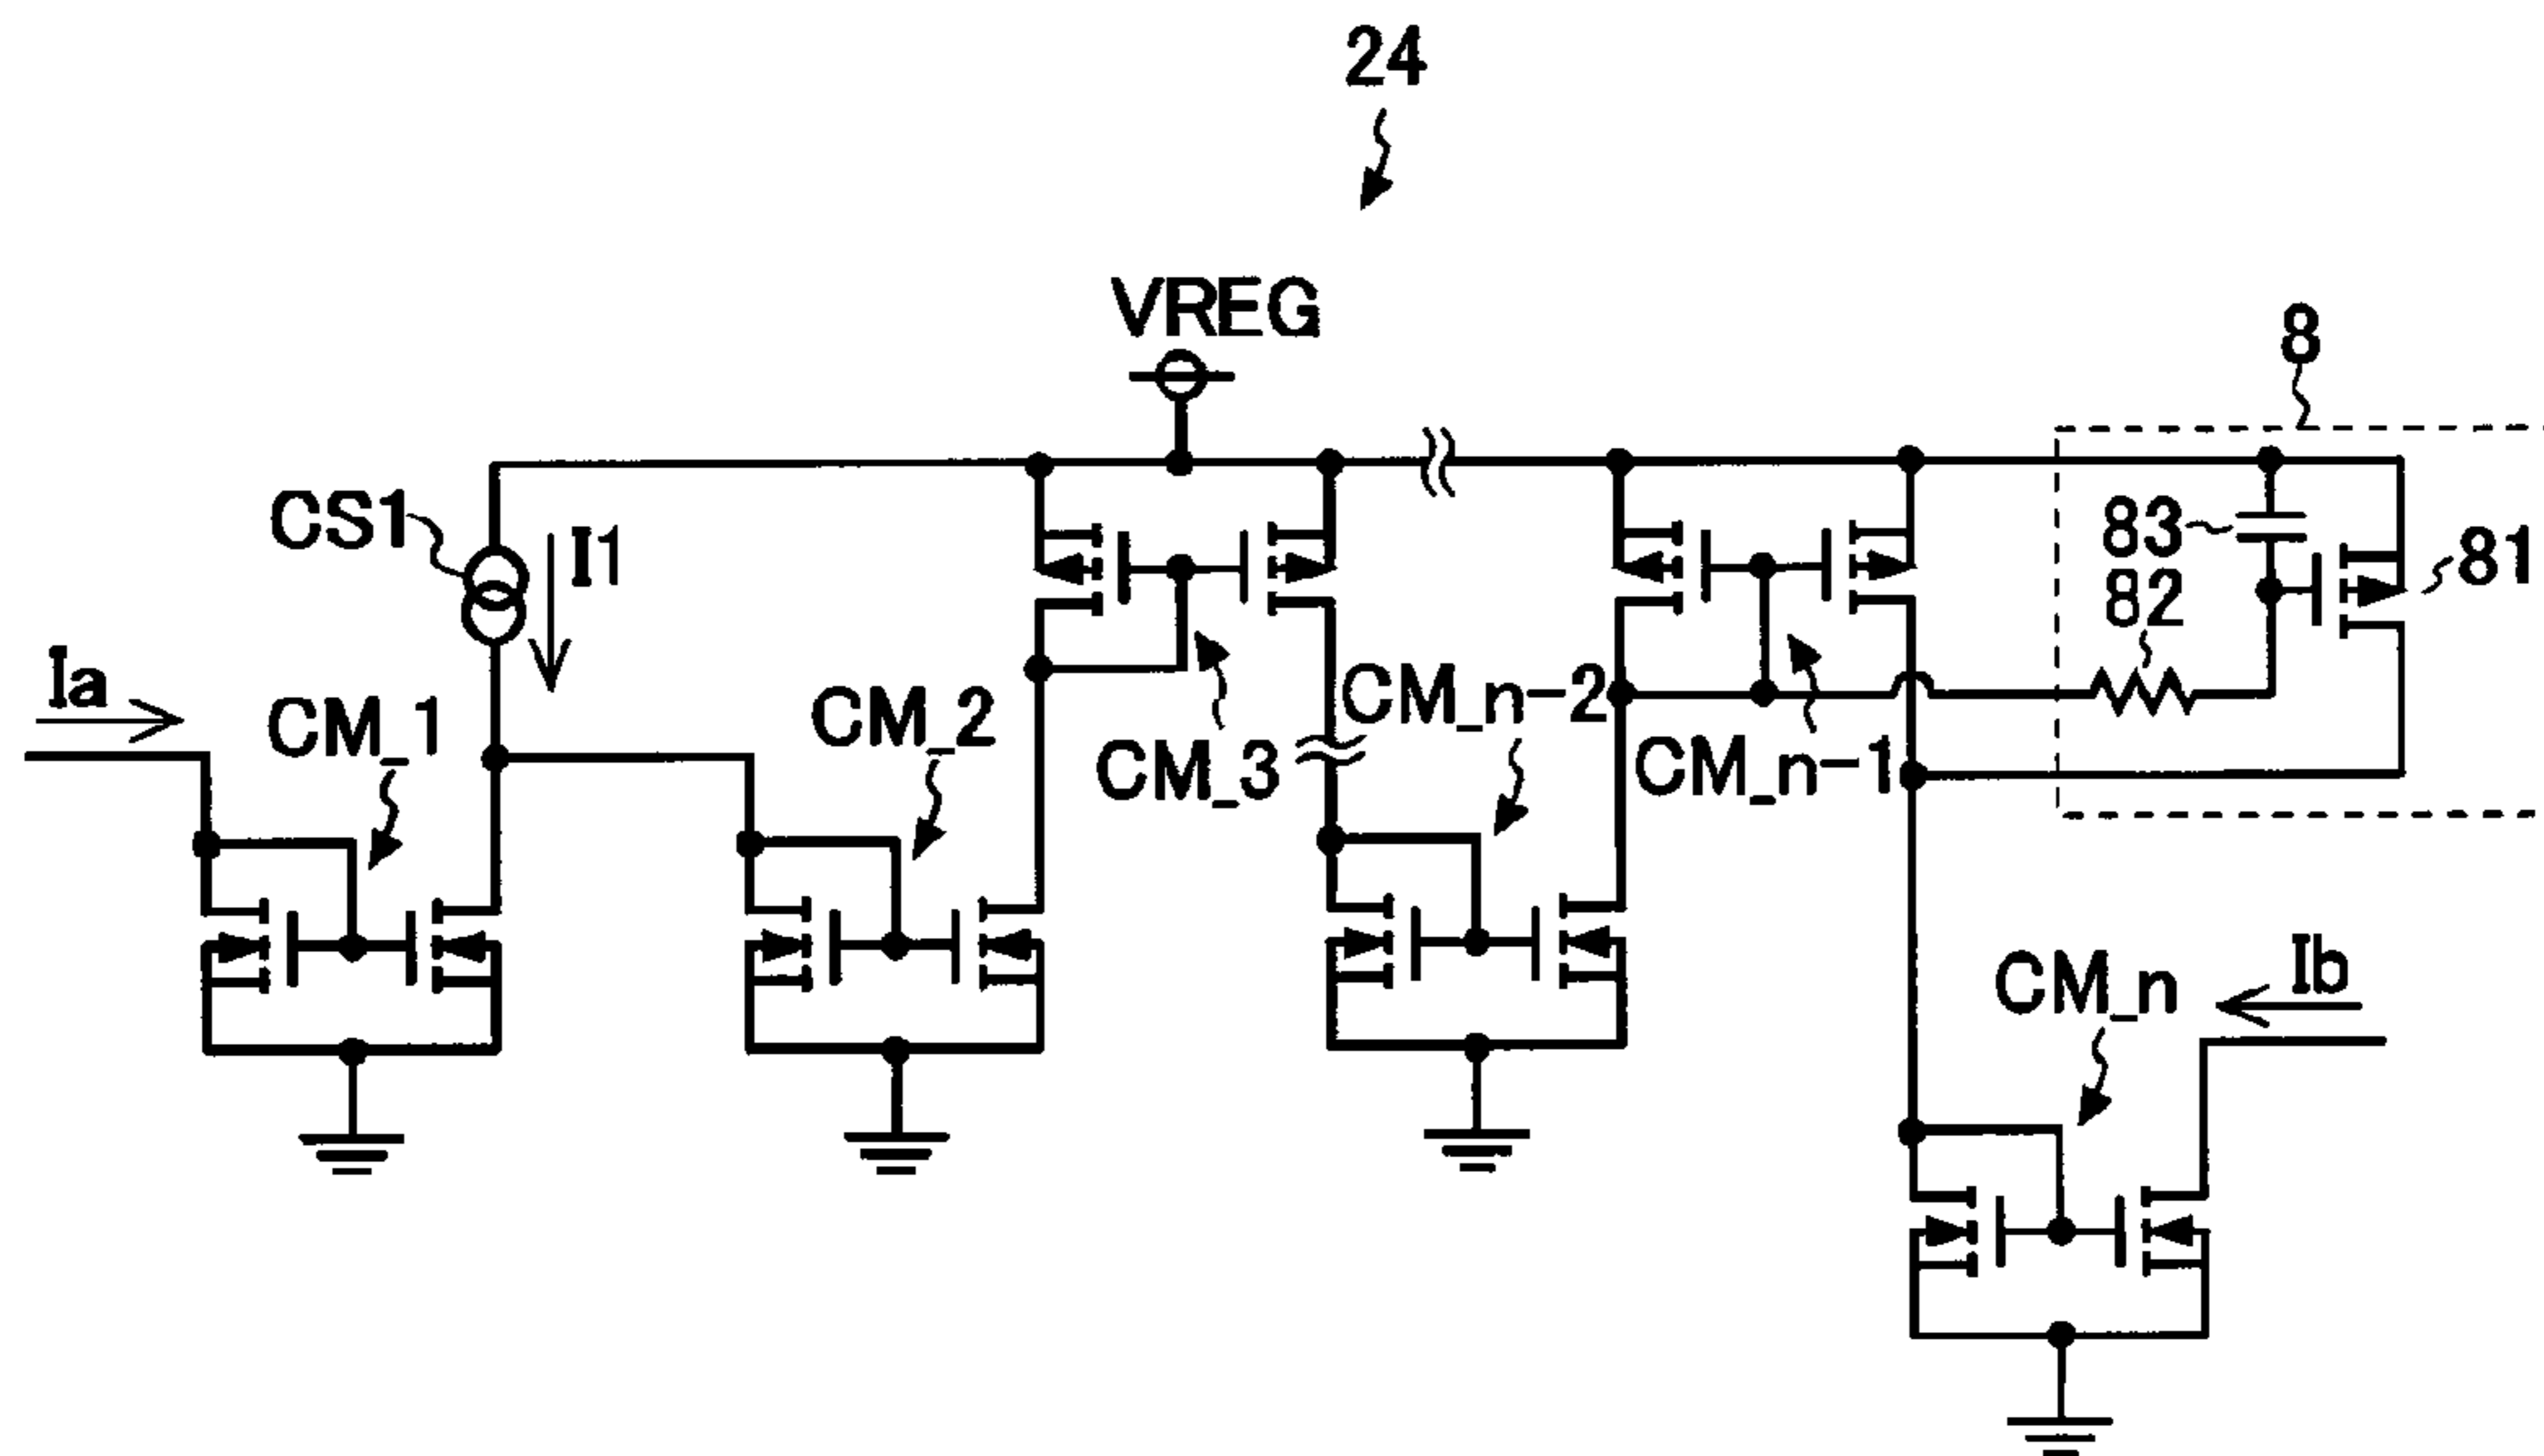 24
VREG
8
CS1
I1
83
81
82
Ia
CM_1
CM_2
CM_3
CM_n-2
CM_n-1
CM_n
Ib